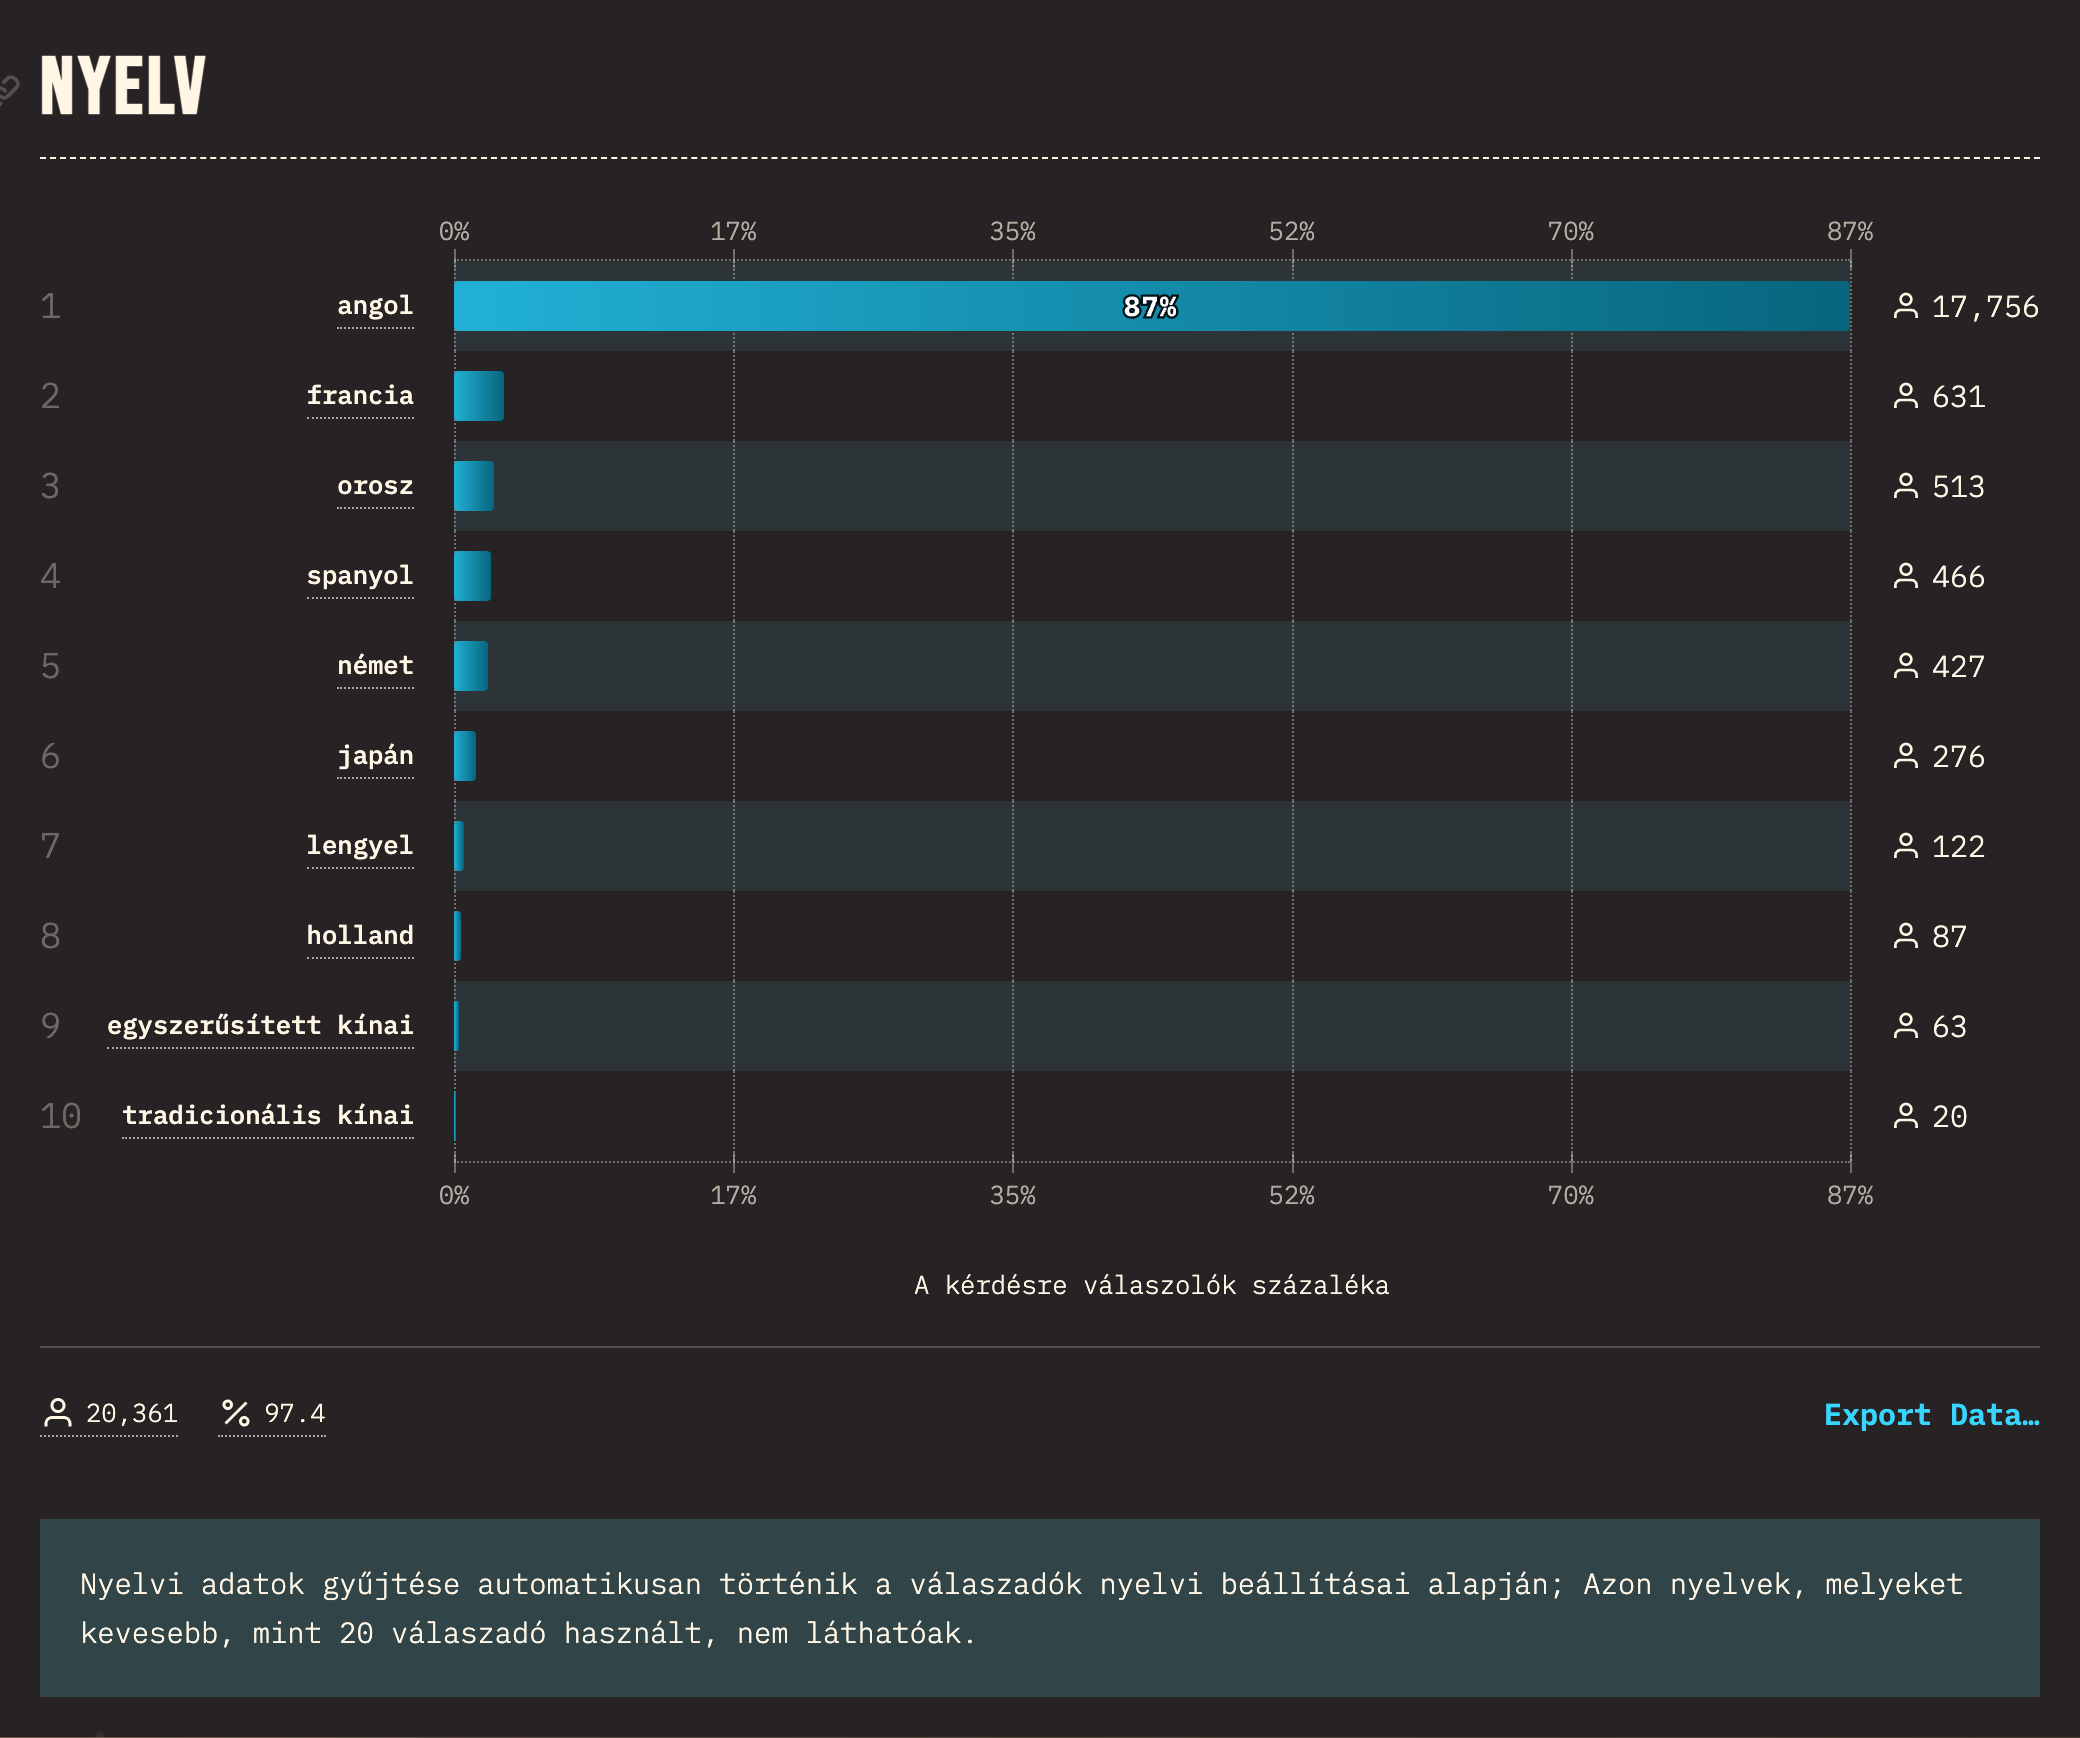 NYELV
0% 17% 35% 52% 70% 87%
1 angol 87% 17,756
2 francia 631
3 orosz 513
4 spanyol 466
5 német 427
6 japán 276
7 lengyel 122
8 holland 87
9 egyszerűsített kínai 63
10 tradicionális kínai 20
0% 17% 35% 52% 70% 87%
A kérdésre válaszolók százaléka
20,361 % 97.4 Export Data…
Nyelvi adatok gyűjtése automatikusan történik a válaszadók nyelvi beállításai alapján; Azon nyelvek, melyeket
kevesebb, mint 20 válaszadó használt, nem láthatóak.